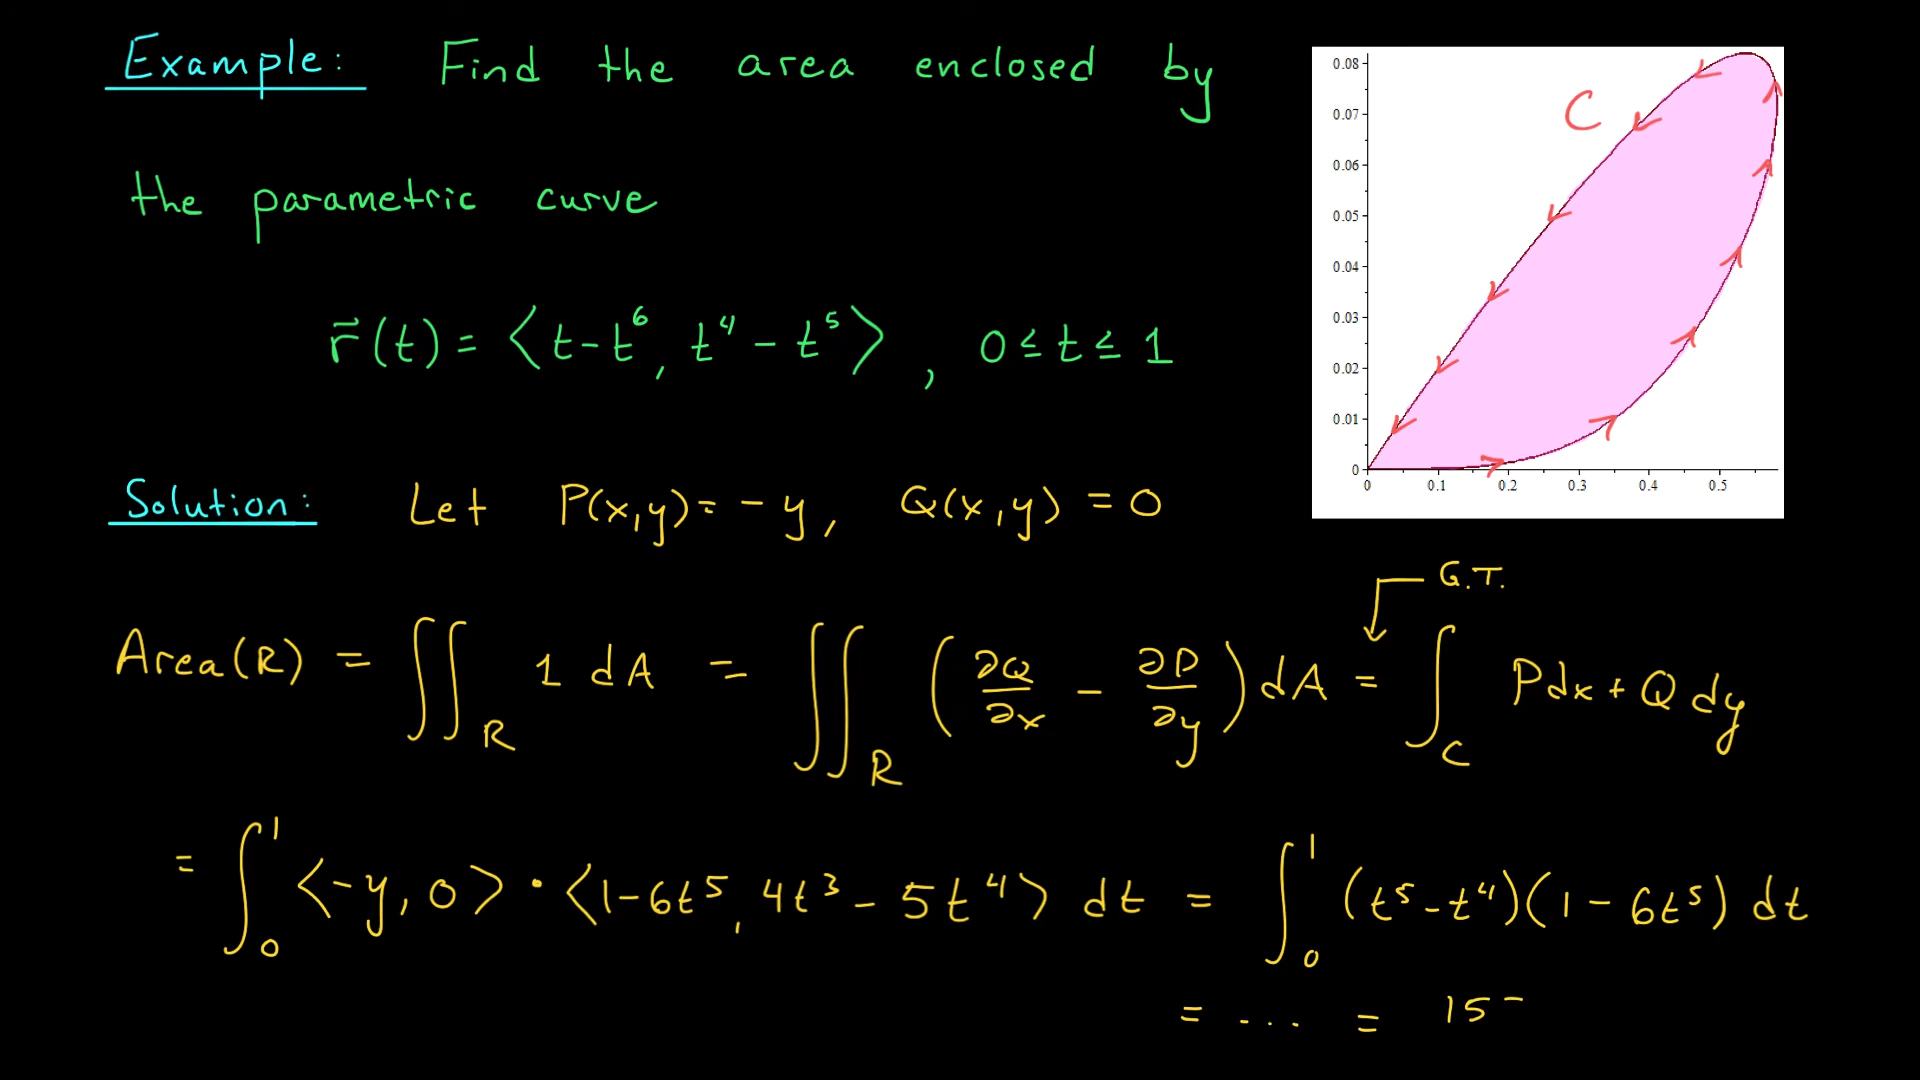 Example: Find the area enclosed by
the parametric curve
r⃗(t) = ⟨t-t⁶, t⁴-t⁵⟩, 0≤t≤1
0.08
0.07
0.06
0.05
0.04
0.03
0.02
0.01
0
0 0.1 0.2 0.3 0.4 0.5
C
Solution: Let P(x,y)= -y, Q(x,y)=0
G.T.
Area(R) = ∬_R 1 dA = ∬_R (∂Q/∂x - ∂P/∂y) dA = ∫_C Pdx + Qdy
= ∫₀¹ ⟨-y, 0⟩ · ⟨1-6t⁵, 4t³-5t⁴⟩ dt = ∫₀¹ (t⁵-t⁴)(1-6t⁵) dt
= ... = 15